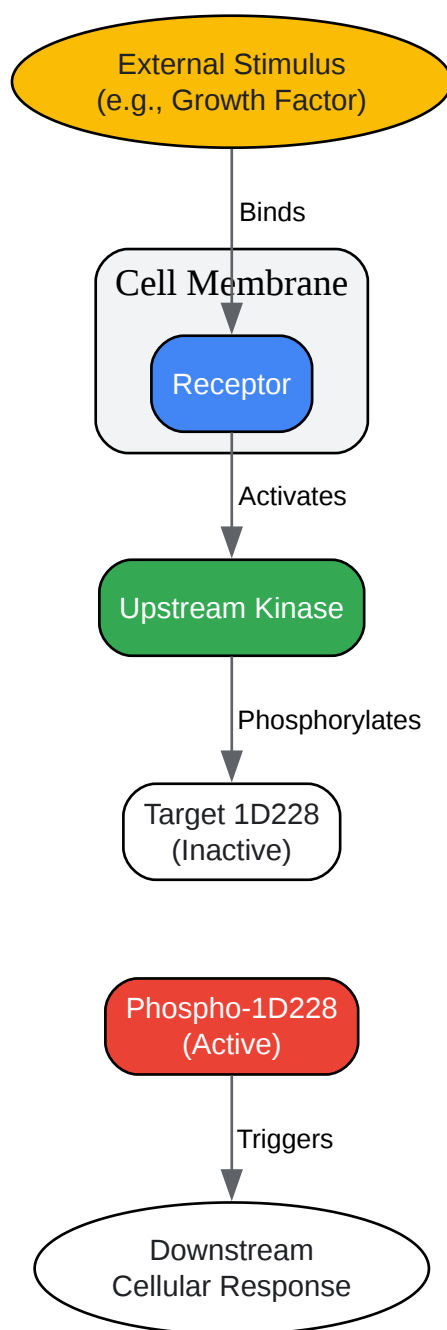 External Stimulus
(e.g., Growth Factor)
Binds
Cell Membrane
Receptor
Activates
Upstream Kinase
Phosphorylates
Target 1D228
(Inactive)
Phospho-1D228
(Active)
Triggers
Downstream
Cellular Response